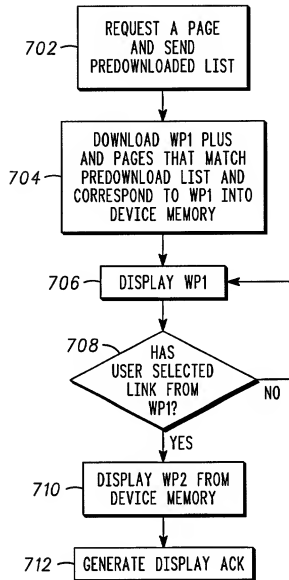 702
REQUEST A PAGE
AND SEND
PREDOWNLOADED LIST
704
DOWNLOAD WP1 PLUS
AND PAGES THAT MATCH
PREDOWNLOAD LIST AND
CORRESPOND TO WP1 INTO
DEVICE MEMORY
706
DISPLAY WP1
708
HAS
USER SELECTED
LINK FROM
WP1?
NO
YES
710
DISPLAY WP2 FROM
DEVICE MEMORY
712
GENERATE DISPLAY ACK